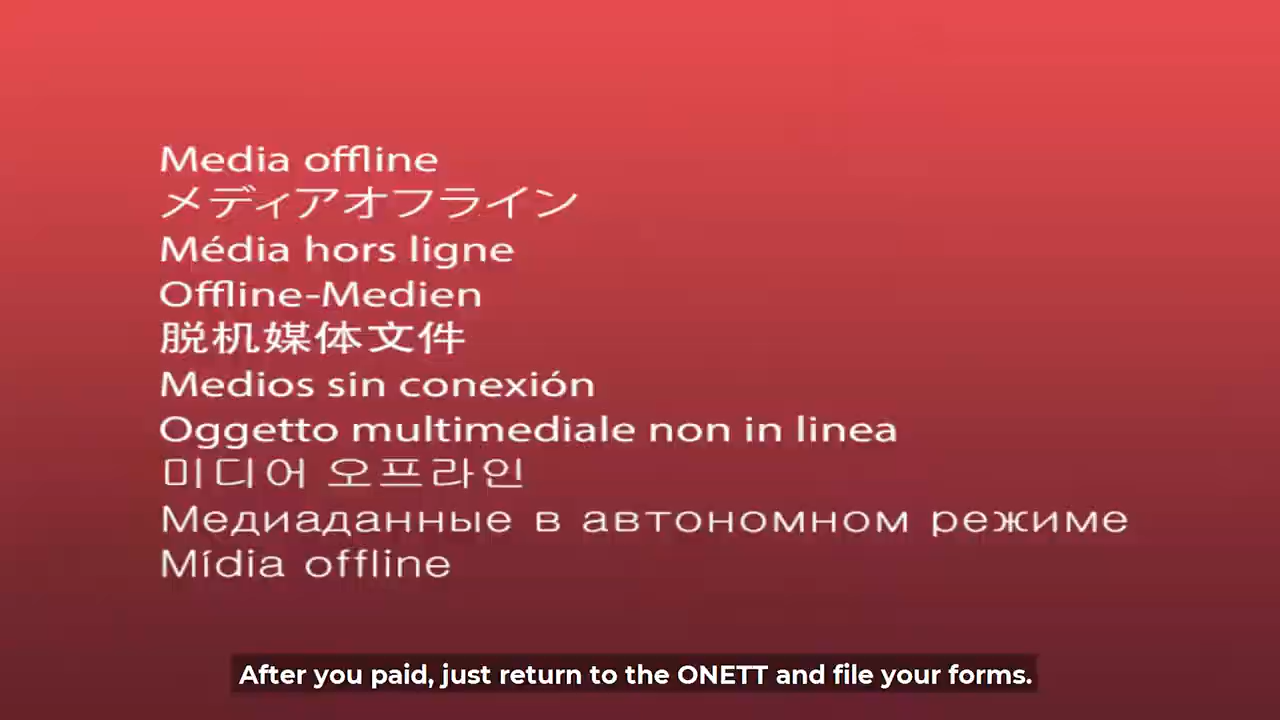 Media offline
メディアオフライン
Média hors ligne
Offline-Medien
脱机媒体文件
Medios sin conexión
Oggetto multimediale non in linea
미디어 오프라인
Медиаданные в автономном режиме
Mídia offline
After you paid, just return to the ONETT and file your forms.